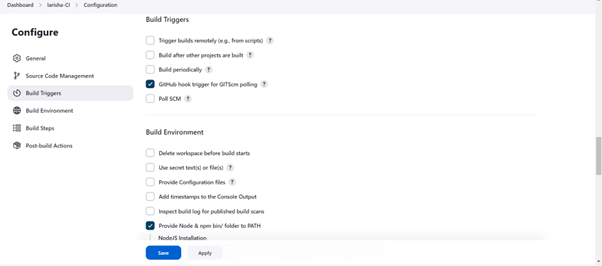 Dashboard > larisha-CI > Configuration
Configure
General
Source Code Management
Build Triggers
Build Environment
Build Steps
Post-build Actions
Build Triggers
Trigger builds remotely (e.g., from scripts) ?
Build after other projects are built ?
Build periodically ?
GitHub hook trigger for GITScm polling ?
Poll SCM ?
Build Environment
Delete workspace before build starts
Use secret text(s) or file(s) ?
Provide Configuration files ?
Add timestamps to the Console Output
Inspect build log for published build scans
Provide Node & npm bin/ folder to PATH
NodeJS Installation
Save
Apply